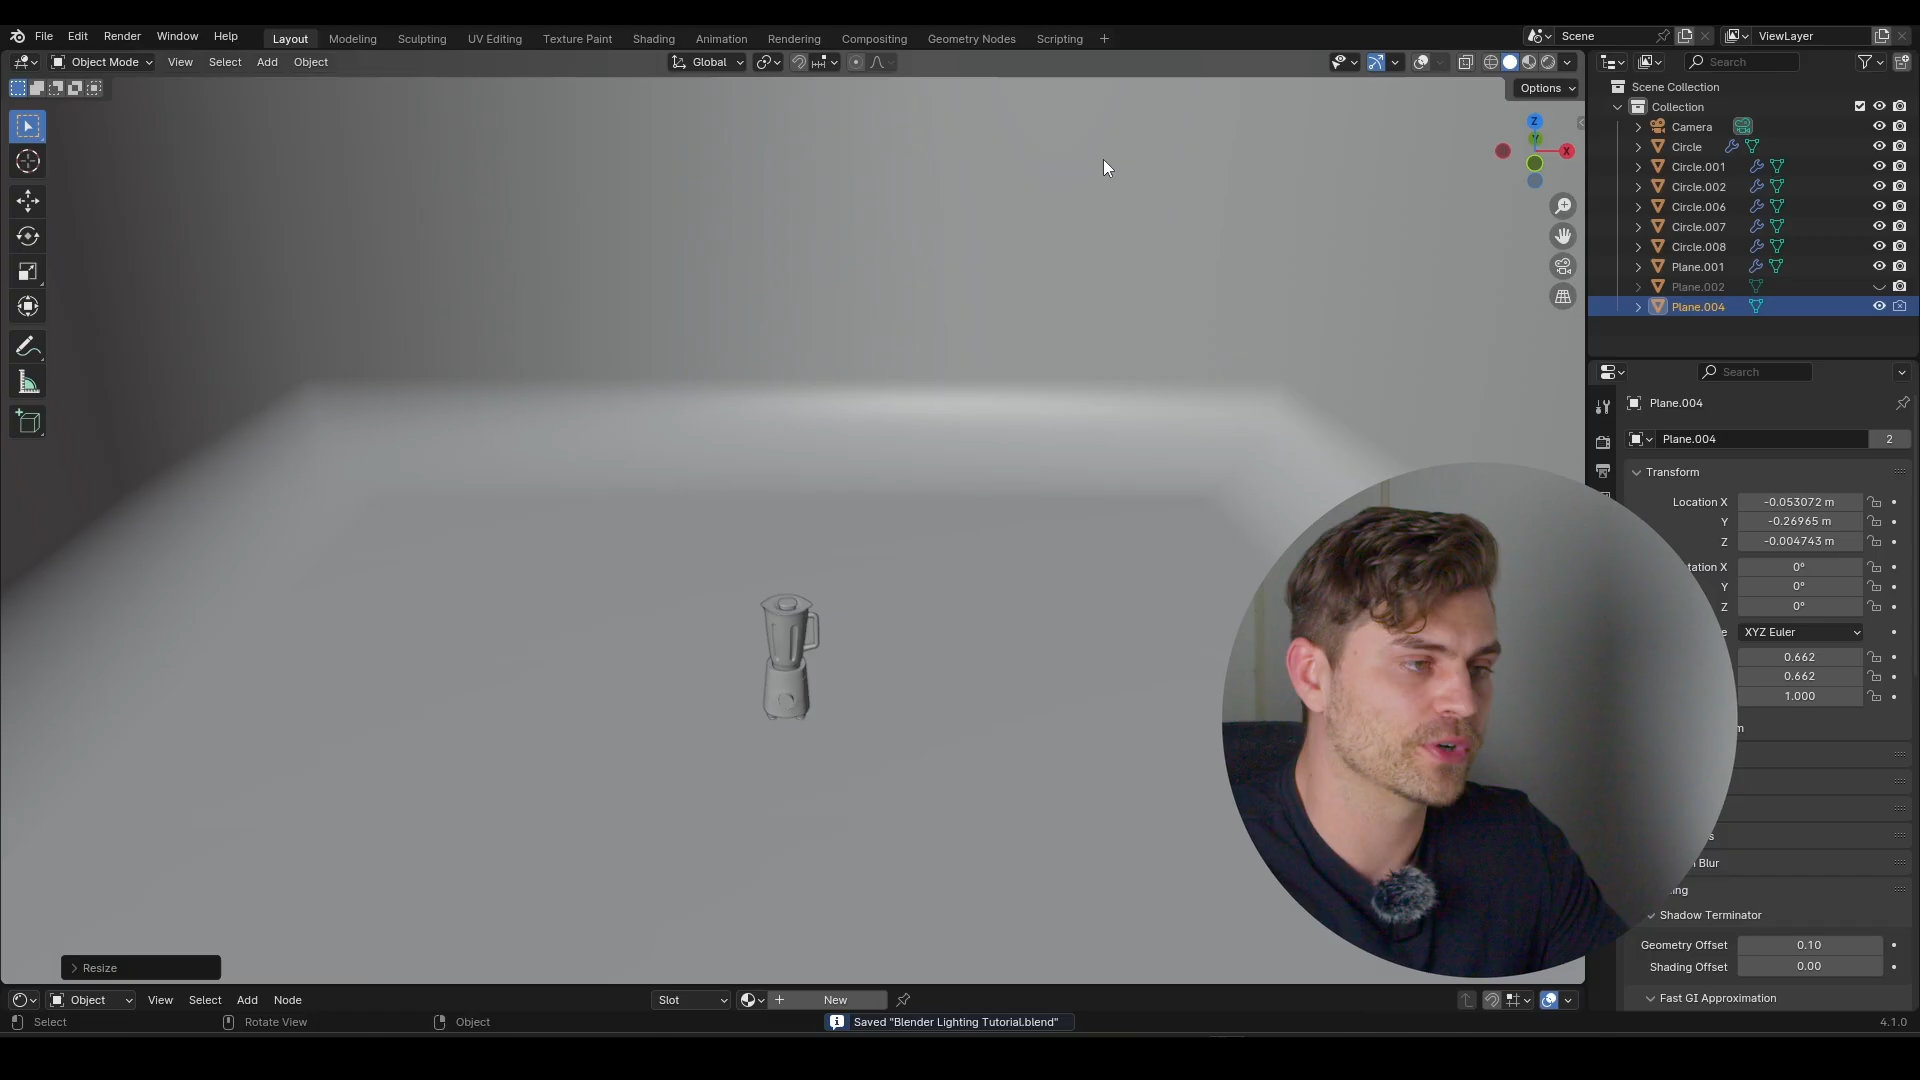 File Edit Render Window Help Layout Modeling Sculpting UV Editing Texture Paint Shading Animation Rendering Compositing Geometry Nodes Scripting + Scene ViewLayer
Object Mode View Select Add Object Global Search
Options
Z
Y
X
Scene Collection
Collection
Camera
Circle
Circle.001
Circle.002
Circle.006
Circle.007
Circle.008
Plane.001
Plane.002
Plane.004
Search
Plane.004
Plane.004 2
Transform
Location X -0.053072 m
Y -0.26965 m
Z -0.004743 m
tation X 0°
Y 0°
Z 0°
e XYZ Euler
0.662
0.662
1.000
m
s
Blur
ing
Shadow Terminator
Geometry Offset 0.10
Shading Offset 0.00
Fast GI Approximation
Resize
Object View Select Add Object Node Slot New
Select Rotate View Object Saved "Blender Lighting Tutorial.blend" 4.1.0